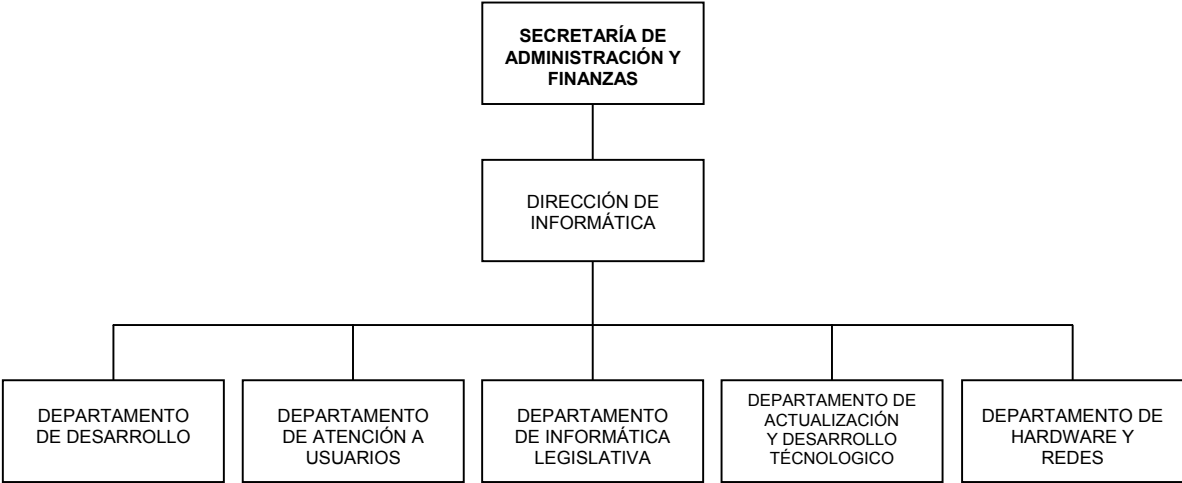 SECRETARÍA DE
ADMINISTRACIÓN Y
FINANZAS
DIRECCIÓN DE
INFORMÁTICA
DEPARTAMENTO
DE DESARROLLO
DEPARTAMENTO
DE ATENCIÓN A
USUARIOS
DEPARTAMENTO
DE INFORMÁTICA
LEGISLATIVA
DEPARTAMENTO DE
ACTUALIZACIÓN
Y DESARROLLO
TÉCNOLOGICO
DEPARTAMENTO DE
HARDWARE Y
REDES